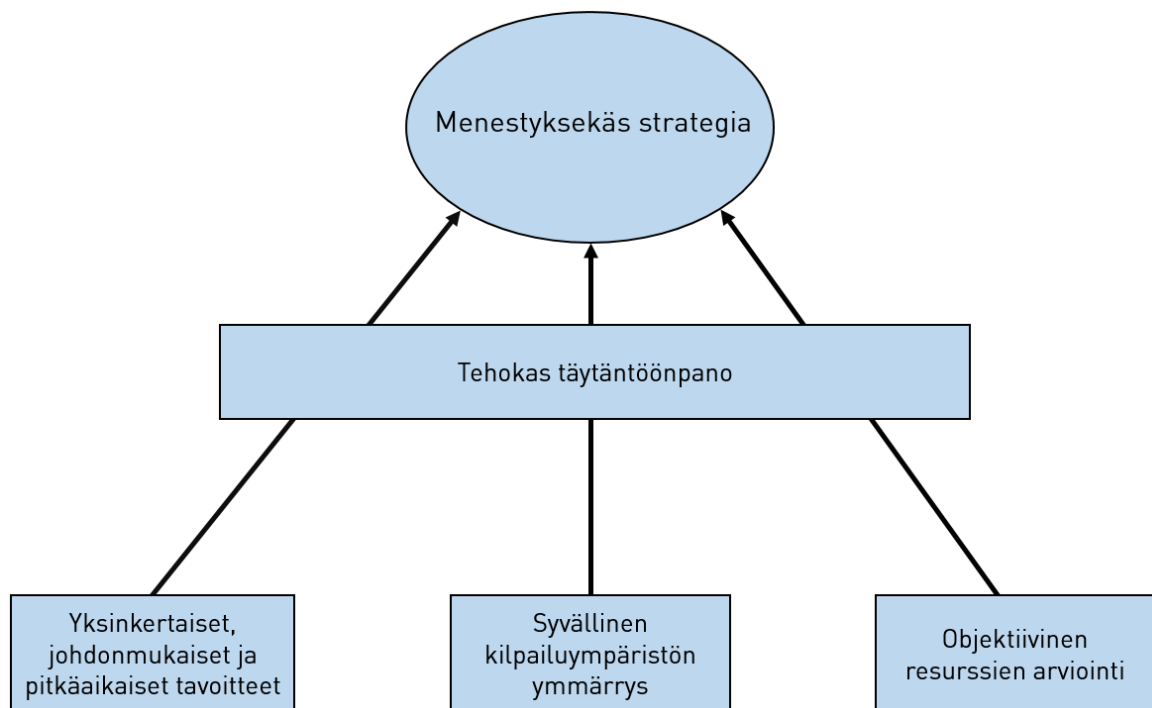 Menestyksekäs strategia
Tehokas täytäntöönpano
Yksinkertaiset,
johdonmukaiset ja
pitkäaikaiset tavoitteet
Syvällinen
kilpailuympäristön
ymmärrys
Objektiivinen
resurssien arviointi